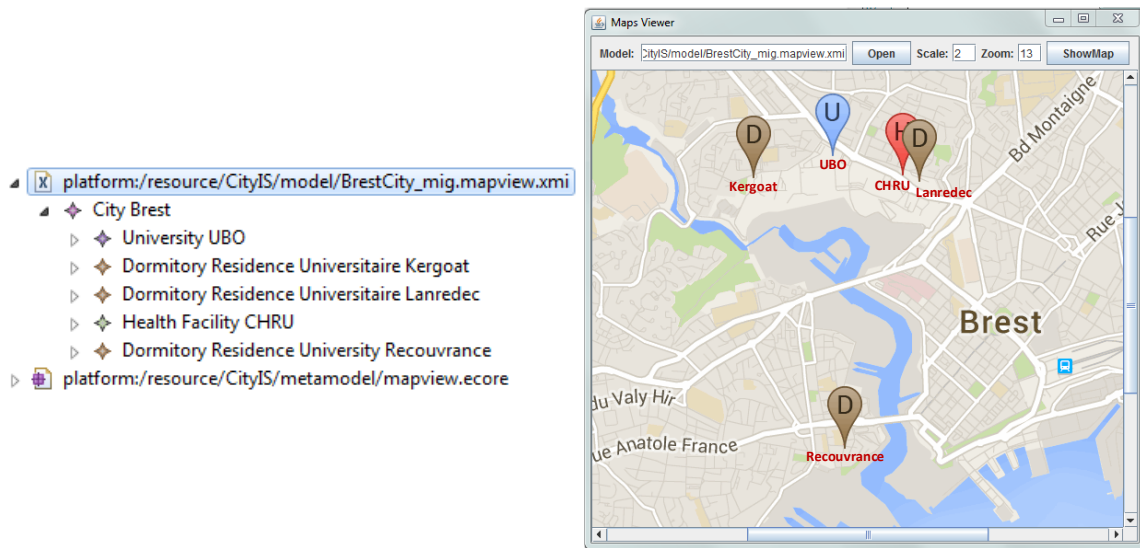 platform:/resource/CityIS/model/BrestCity_mig.mapview.xmi
City Brest
University UBO
Dormitory Residence Universitaire Kergoat
Dormitory Residence Universitaire Lanredec
Health Facility CHRU
Dormitory Residence University Recouvrance
platform:/resource/CityIS/metamodel/mapview.ecore
Maps Viewer
Model: CityIS/model/BrestCity_mig.mapview.xmi Open Scale: 2 Zoom: 13 ShowMap
Bd Montaigne
U
D
H D
UBO
Kergoat
CHRU
Lanredec
Rue J
Brest
du Valy Hir
D
ue Anatole France
Recouvrance